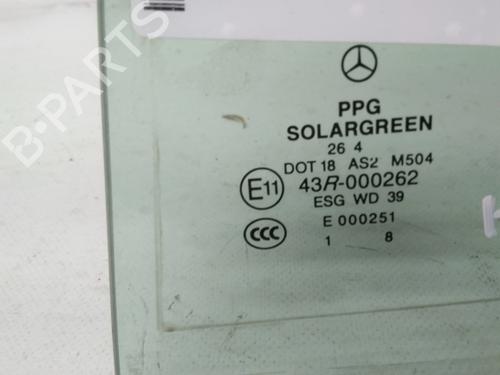 B-PARTS
PPG
SOLARGREEN
26 4
DOT 18 AS2 M504
E11 43R-000262
ESG WD 39
CCC E 000251
1 8